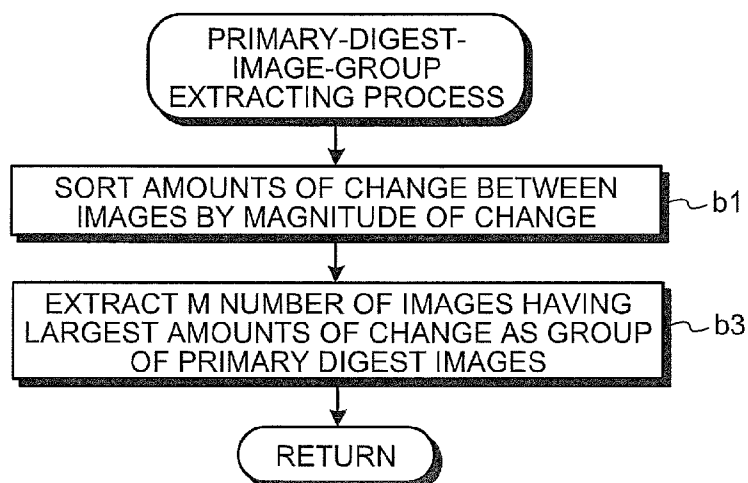 PRIMARY-DIGEST-
IMAGE-GROUP
EXTRACTING PROCESS
SORT AMOUNTS OF CHANGE BETWEEN
IMAGES BY MAGNITUDE OF CHANGE
b1
EXTRACT M NUMBER OF IMAGES HAVING
LARGEST AMOUNTS OF CHANGE AS GROUP
OF PRIMARY DIGEST IMAGES
b3
RETURN